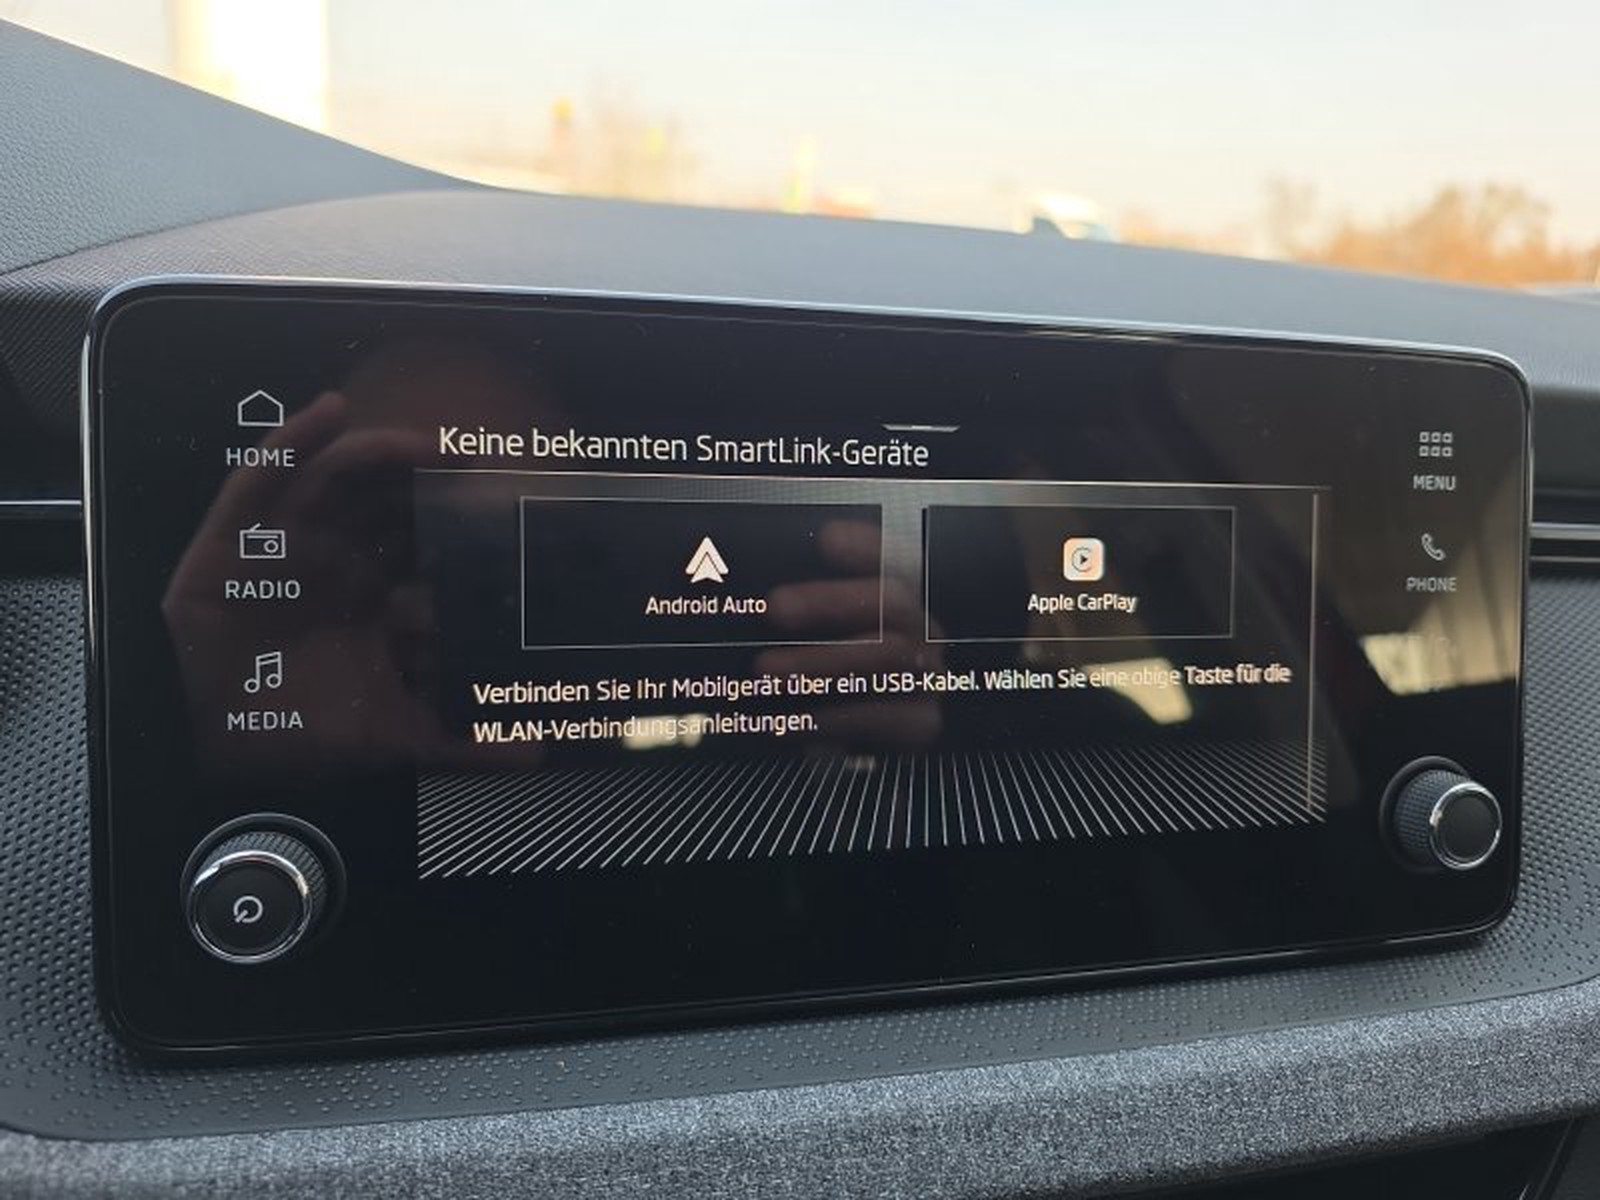 HOME
RADIO
MEDIA
Keine bekannten SmartLink-Geräte
Android Auto
Apple CarPlay
Verbinden Sie Ihr Mobilgerät über ein USB-Kabel. Wählen Sie eine obige Taste für die
WLAN-Verbindungsanleitungen.
MENU
PHONE